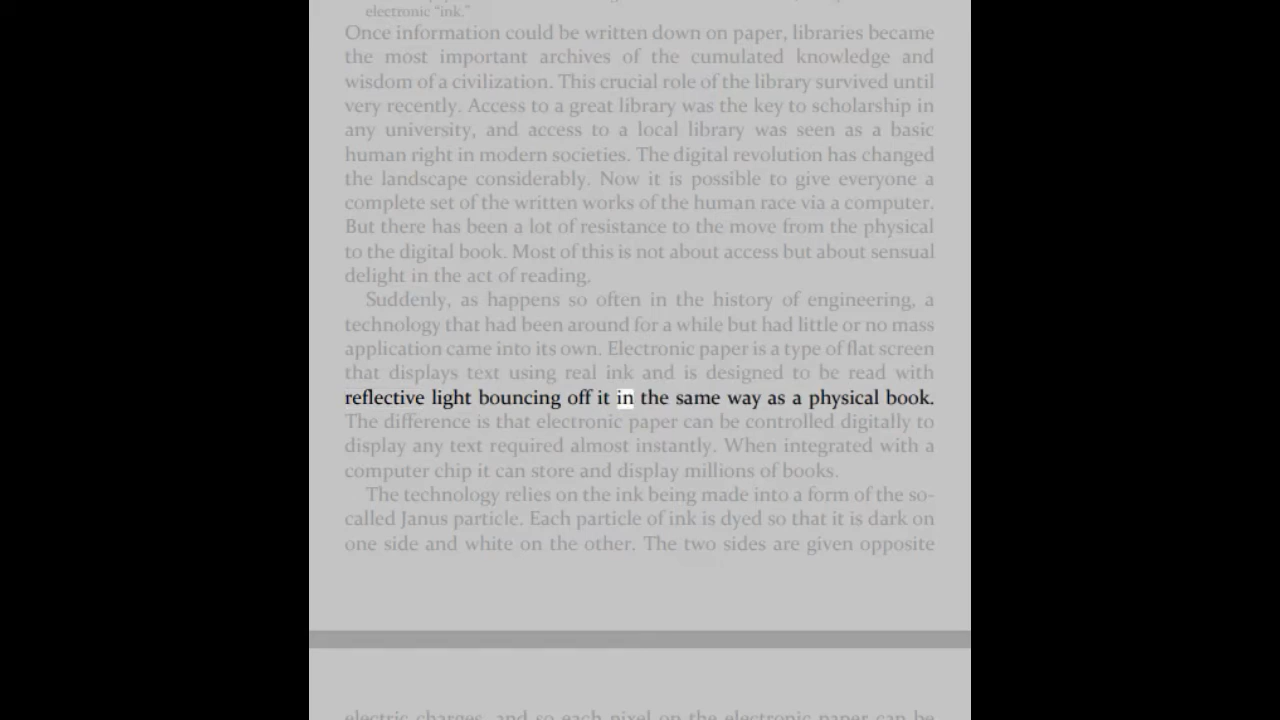 electronic “ink.”
Once information could be written down on paper, libraries became
the most important archives of the cumulated knowledge and
wisdom of a civilization. This crucial role of the library survived until
very recently. Access to a great library was the key to scholarship in
any university, and access to a local library was seen as a basic
human right in modern societies. The digital revolution has changed
the landscape considerably. Now it is possible to give everyone a
complete set of the written works of the human race via a computer.
But there has been a lot of resistance to the move from the physical
to the digital book. Most of this is not about access but about sensual
delight in the act of reading.
Suddenly, as happens so often in the history of engineering, a
technology that had been around for a while but had little or no mass
application came into its own. Electronic paper is a type of flat screen
that displays text using real ink and is designed to be read with
reflective light bouncing off it in the same way as a physical book.
The difference is that electronic paper can be controlled digitally to
display any text required almost instantly. When integrated with a
computer chip it can store and display millions of books.
The technology relies on the ink being made into a form of the so-
called Janus particle. Each particle of ink is dyed so that it is dark on
one side and white on the other. The two sides are given opposite
electric charges, and so each pixel on the electronic paper can be